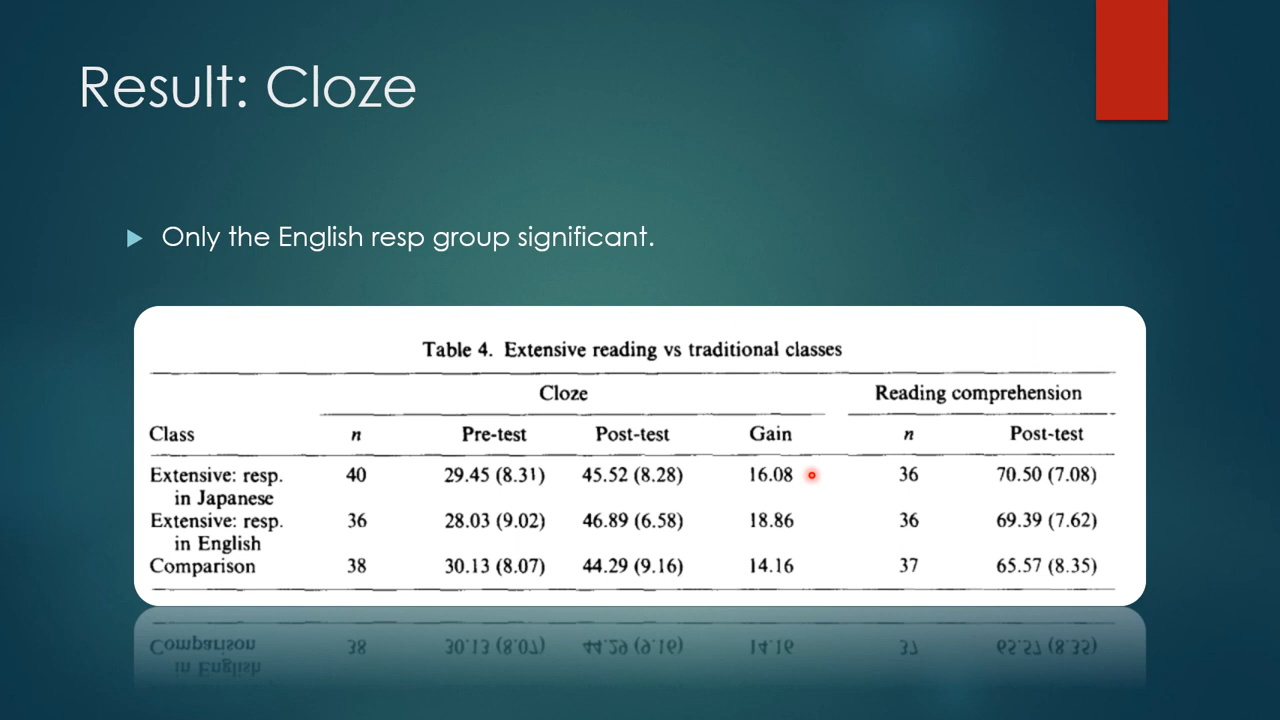 Result: Cloze
Only the English resp group significant.
Table 4. Extensive reading vs traditional classes
Cloze Reading comprehension
Class n Pre-test Post-test Gain n Post-test
Extensive: resp. 40 29.45 (8.31) 45.52 (8.28) 16.08 36 70.50 (7.08)
in Japanese
Extensive: resp. 36 28.03 (9.02) 46.89 (6.58) 18.86 36 69.39 (7.62)
in English
Comparison 38 30.13 (8.07) 44.29 (9.16) 14.16 37 65.57 (8.35)